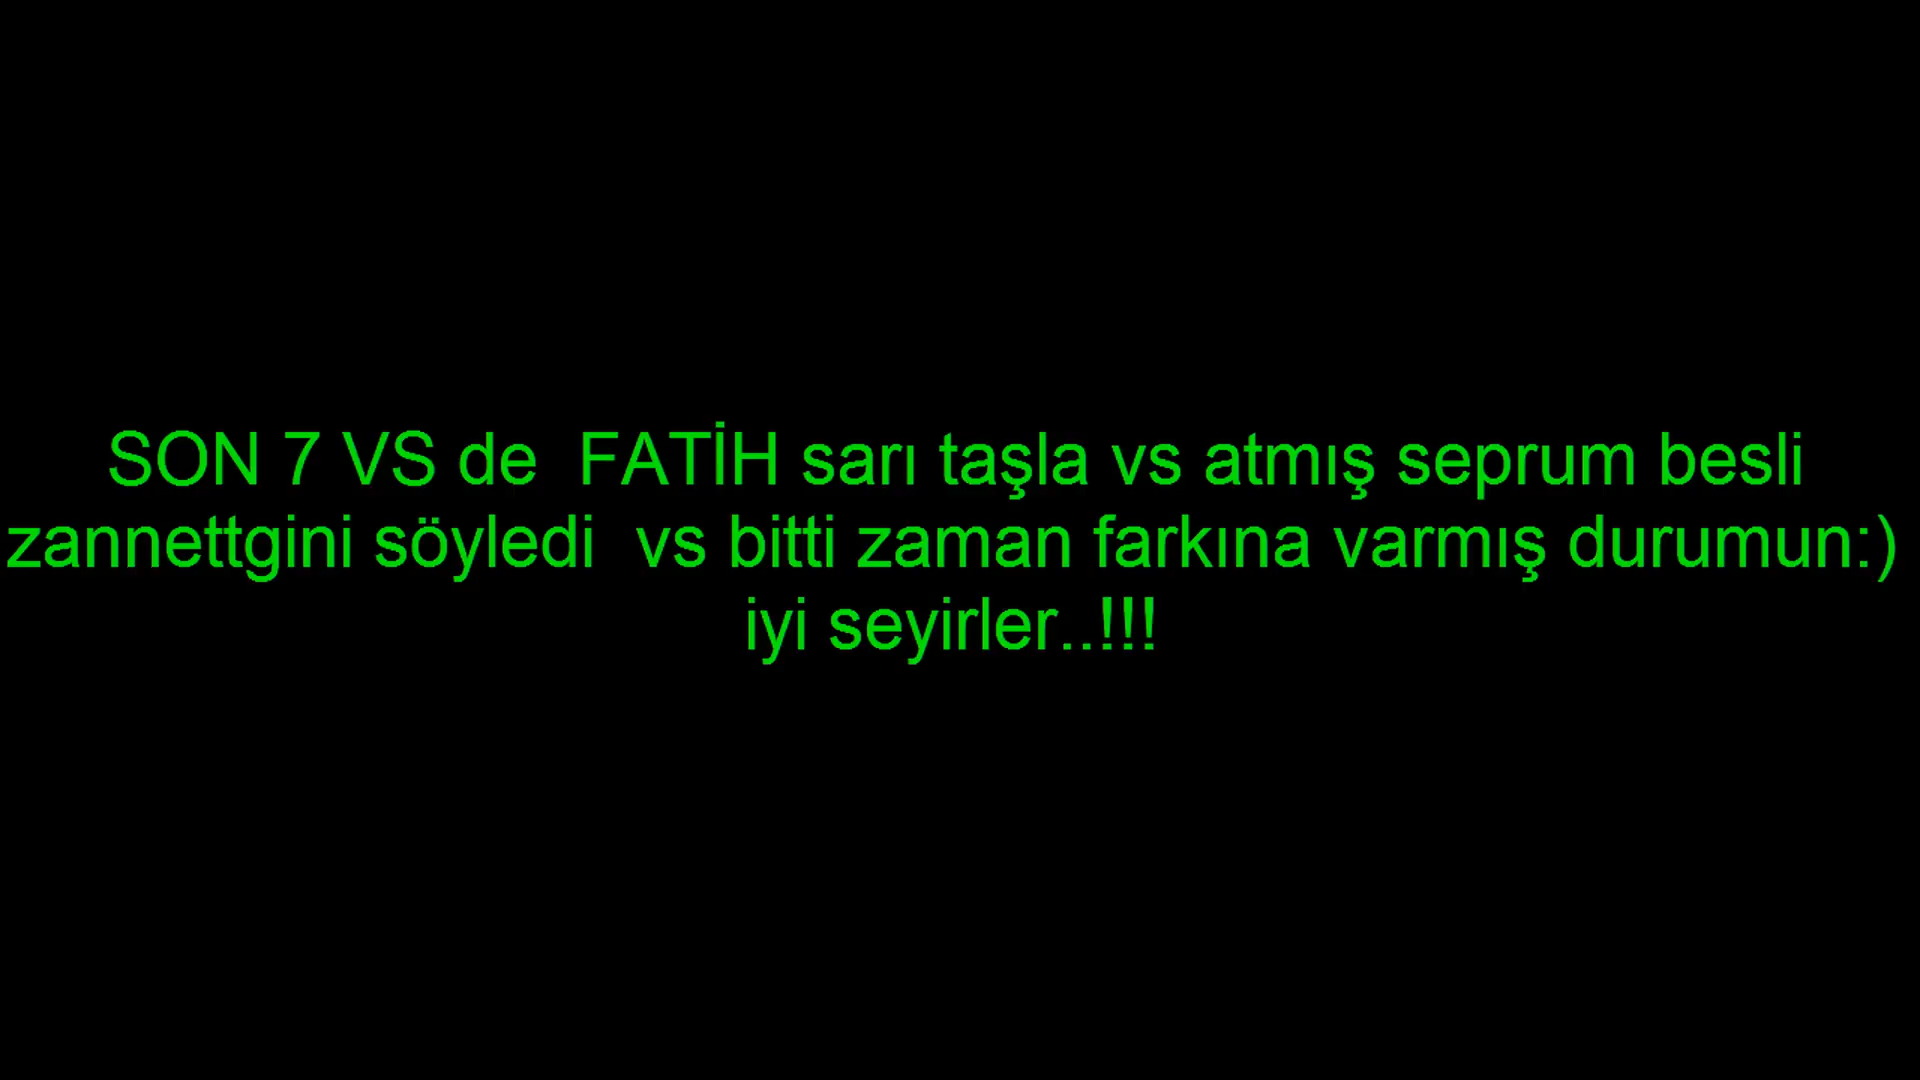 SON 7 VS de  FATİH sarı taşla vs atmış seprum besli
zannettgini söyledi  vs bitti zaman farkına varmış durumun:)
iyi seyirler..!!!